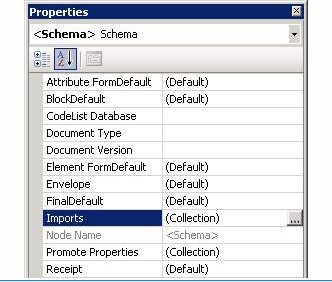 Properties
<Schema> Schema
Attribute FormDefault (Default)
BlockDefault (Default)
CodeList Database
Document Type
Document Version
Element FormDefault (Default)
Envelope (Default)
FinalDefault (Default)
Imports (Collection) ...
Node Name <Schema>
Promote Properties (Collection)
Receipt (Default)